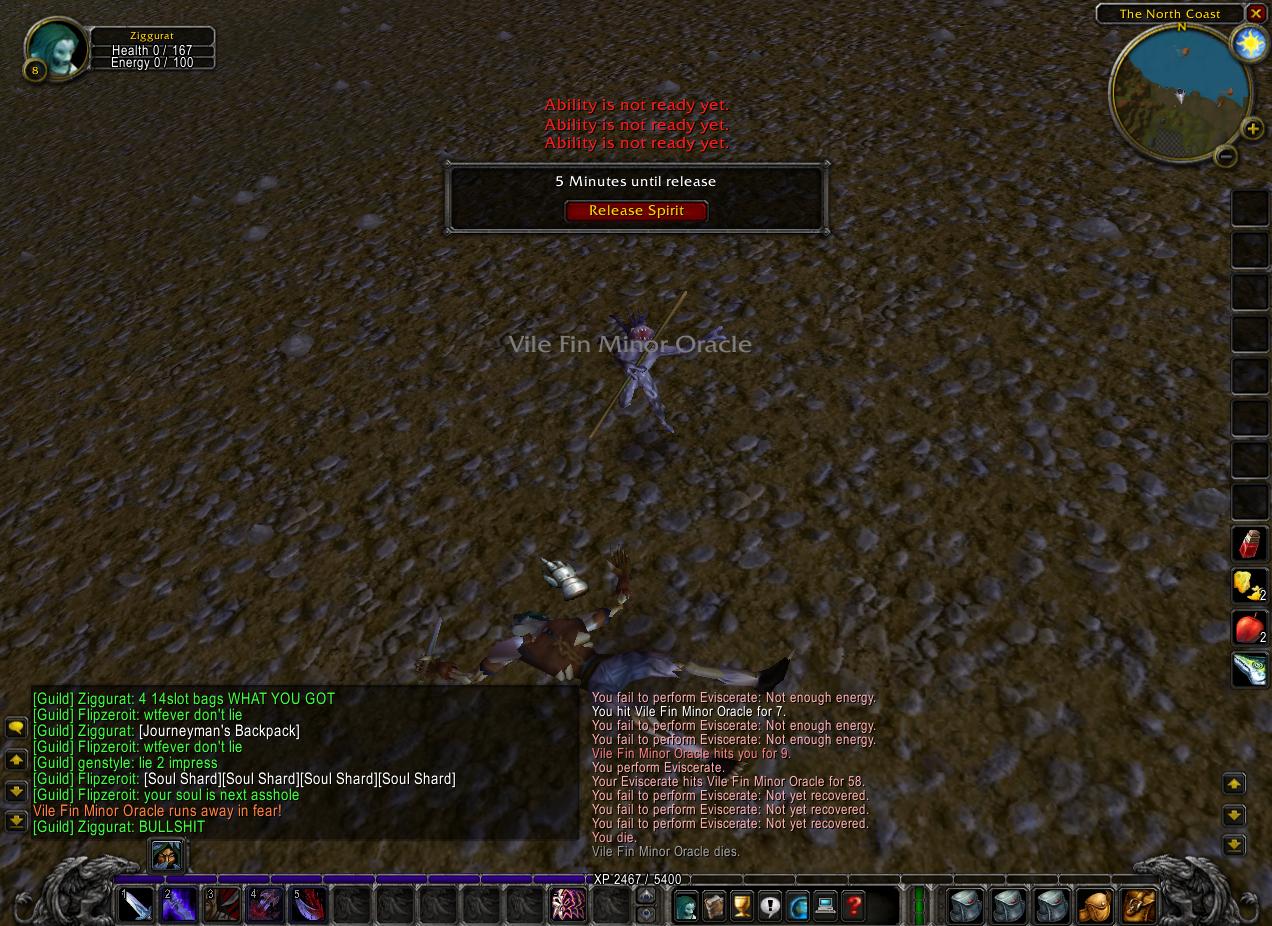 Ziggurat
Health 0 / 167
Energy 0 / 100
8
The North Coast
N
Ability is not ready yet.
Ability is not ready yet.
Ability is not ready yet.
5 Minutes until release
Release Spirit
Vile Fin Minor Oracle
2
2
[Guild] Ziggurat: 4 14slot bags WHAT YOU GOT
[Guild] Flipzeroit: wtfever don't lie
[Guild] Ziggurat: [Journeyman's Backpack]
[Guild] Flipzeroit: wtfever don't lie
[Guild] genstyle: lie 2 impress
[Guild] Flipzeroit: [Soul Shard][Soul Shard][Soul Shard][Soul Shard]
[Guild] Flipzeroit: your soul is next asshole
Vile Fin Minor Oracle runs away in fear!
[Guild] Ziggurat: BULLSHIT
You fail to perform Eviscerate: Not enough energy.
You hit Vile Fin Minor Oracle for 7.
You fail to perform Eviscerate: Not enough energy.
You fail to perform Eviscerate: Not enough energy.
Vile Fin Minor Oracle hits you for 9.
You perform Eviscerate.
Your Eviscerate hits Vile Fin Minor Oracle for 58.
You fail to perform Eviscerate: Not yet recovered.
You fail to perform Eviscerate: Not yet recovered.
You fail to perform Eviscerate: Not yet recovered.
You die.
Vile Fin Minor Oracle dies.
XP 2467 / 5400
1 2 3 4 5